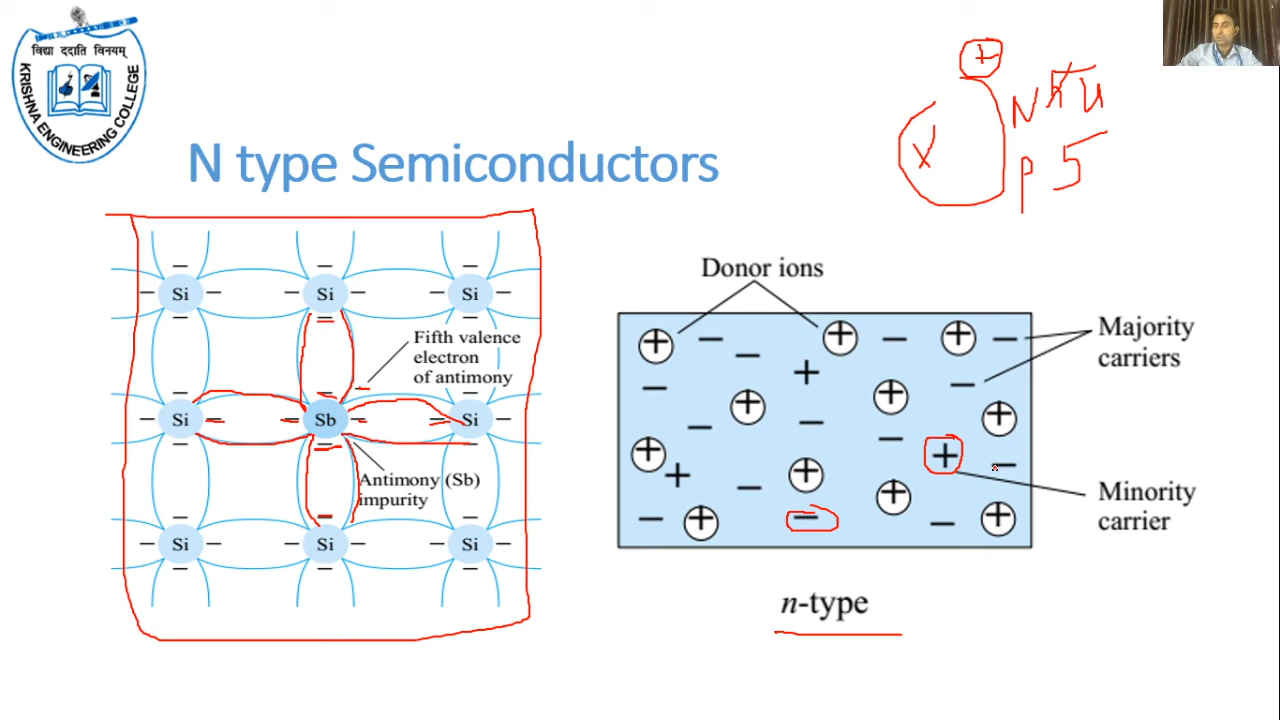 विद्या ददाति विनयम्
KRISHNA ENGINEERING COLLEGE
N type Semiconductors
+
X
N
P 5
Si Si Si
Fifth valence
electron
of antimony
Si Sb Si
Antimony (Sb)
impurity
Si Si Si
Donor ions
Majority
carriers
Minority
carrier
n-type